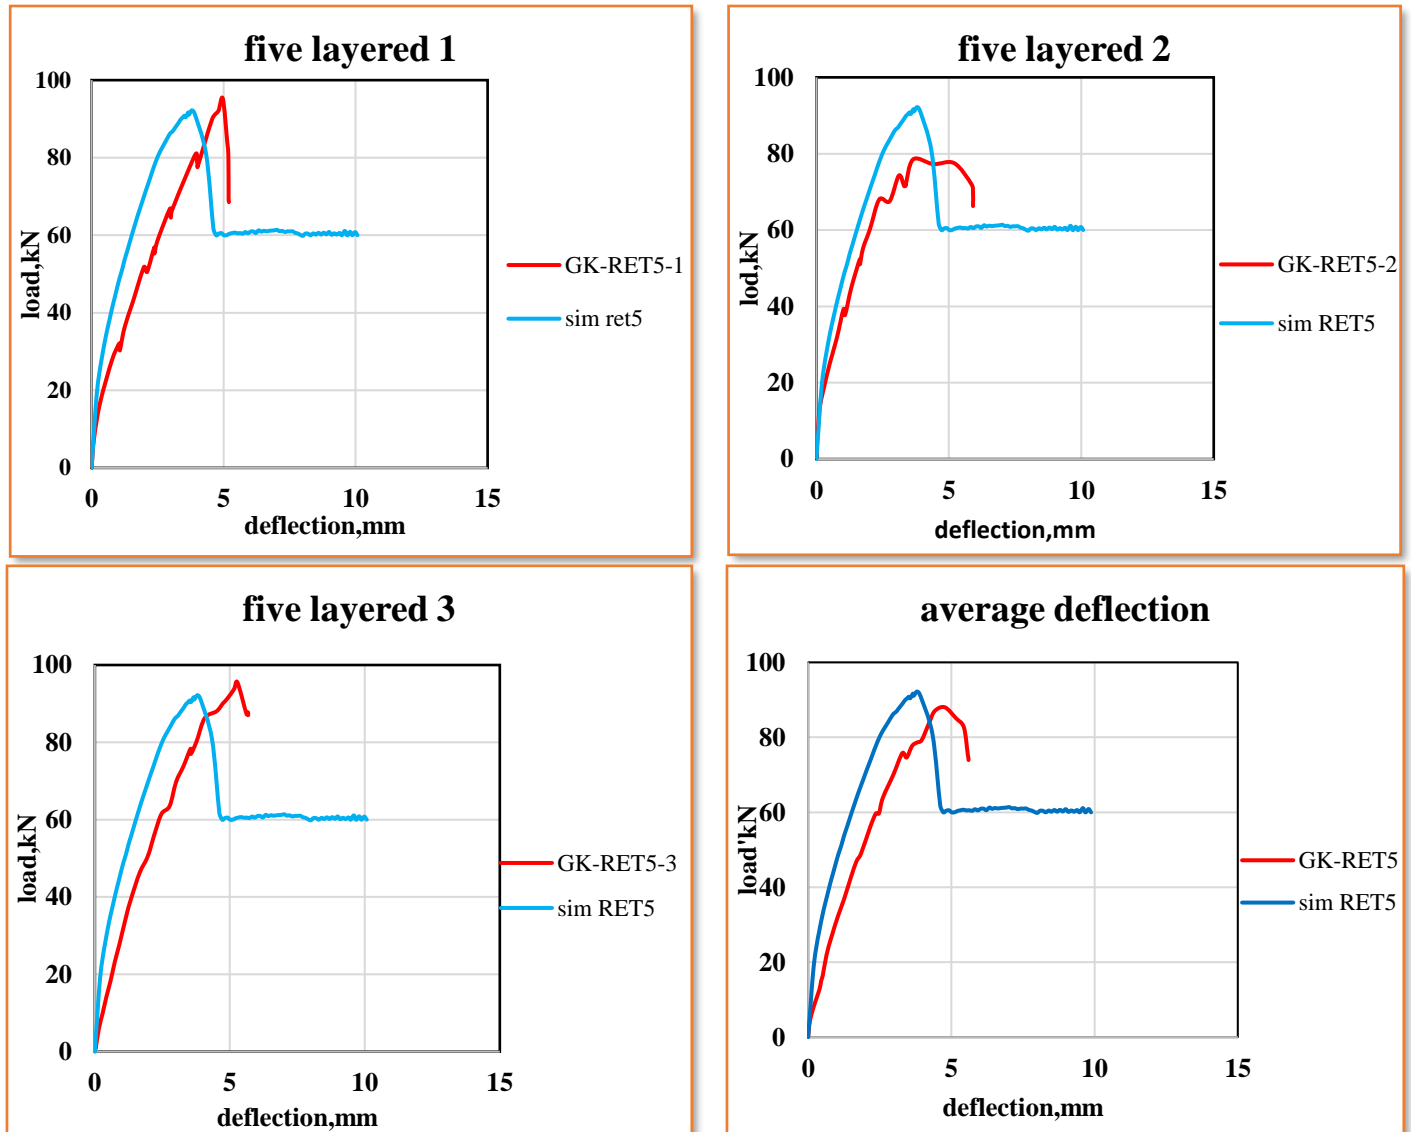 five layered 1
100
80
60
40
20
0
load,kN
0 5 10 15
deflection,mm
GK-RET5-1
sim ret5
five layered 2
100
80
60
40
20
0
lod,kN
0 5 10 15
deflection,mm
GK-RET5-2
sim RET5
five layered 3
100
80
60
40
20
0
load,kN
0 5 10 15
deflection,mm
GK-RET5-3
sim RET5
average deflection
100
80
60
40
20
0
load'kN
0 5 10 15
deflection,mm
GK-RET5
sim RET5